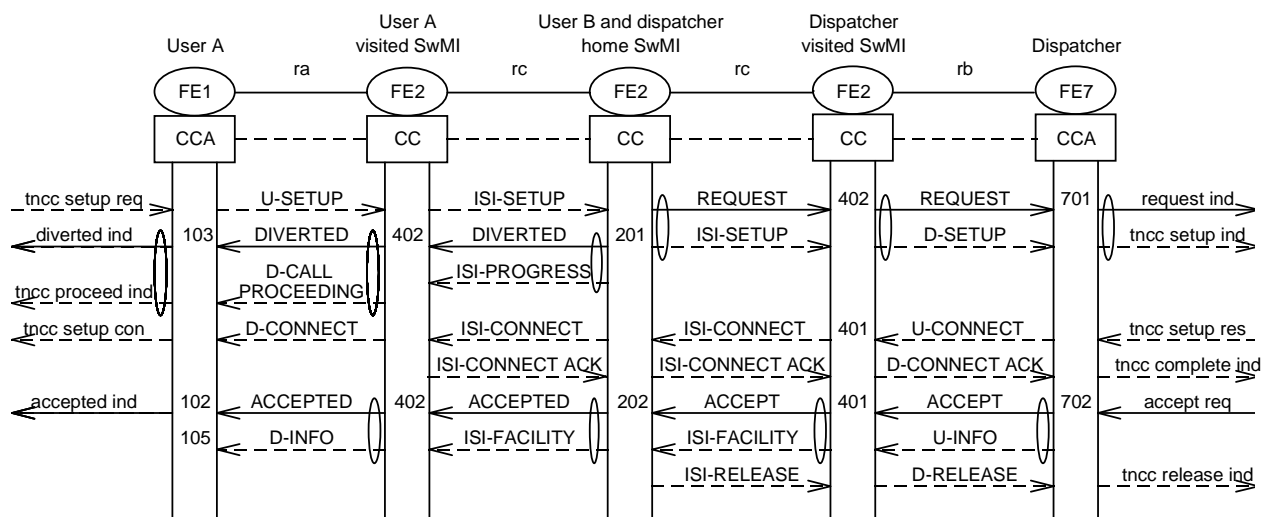 User A
User A
visited SwMI
User B and dispatcher
home SwMI
Dispatcher
visited SwMI
Dispatcher
ra
rc
rc
rb
FE1
FE2
FE2
FE2
FE7
CCA
CC
CC
CC
CCA
tncc setup req
U-SETUP
ISI-SETUP
REQUEST
402
REQUEST
701
request ind
diverted ind
103
DIVERTED
402
DIVERTED
201
ISI-SETUP
D-SETUP
tncc setup ind
D-CALL
PROCEEDING
ISI-PROGRESS
tncc proceed ind
tncc setup con
D-CONNECT
ISI-CONNECT
ISI-CONNECT
401
U-CONNECT
tncc setup res
ISI-CONNECT ACK
ISI-CONNECT ACK
D-CONNECT ACK
tncc complete ind
accepted ind
102
ACCEPTED
402
ACCEPTED
202
ACCEPT
401
ACCEPT
702
accept req
105
D-INFO
ISI-FACILITY
ISI-FACILITY
U-INFO
ISI-RELEASE
D-RELEASE
tncc release ind